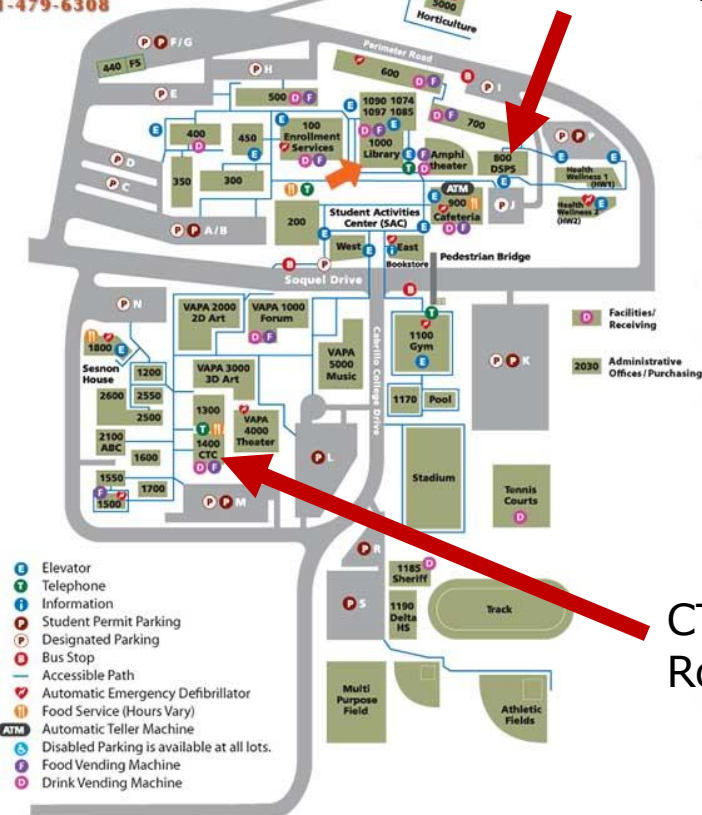 1-479-6308
5000
Horticulture
P P F/G
Perimeter Road
440 FS
P H
600
D F
B
P I
P E
500 D F
E
1090 1074
1097 1085
D F E
1000
Library
D F
700
P P P
E
400
D
450
E
E
100
Enrollment
Services
D F
E F
T D
Amphi
theater
800
DSPS
E
E
E
Health
Wellness 1
(HW1)
P D
P C
350
300
T
ATM
900
Cafeteria
E
D F
P J
Health
Wellness 2
(HW2)
E
P P A/B
200
Student Activities
Center (SAC)
E
West
E
East
i
E
Bookstore
Pedestrian Bridge
B
P
Soquel Drive
B
P N
VAPA 2000
2D Art
VAPA 1000
Forum
D F
T
1100
Gym
E
D
Facilities/
Receiving
1800
E
Sesnon
House
1200
VAPA 3000
3D Art
VAPA
5000
Music
Cabrillo College Drive
P P K
2030
Administrative
Offices/Purchasing
2600
2550
2500
1300
T
1400
CTC
D F
VAPA
4000
Theater
1170
Pool
2100
ABC
1600
P L
Stadium
1550
F
1500
1700
P P M
Tennis
Courts
D
P R
E Elevator
T Telephone
i Information
P Student Permit Parking
P Designated Parking
B Bus Stop
Accessible Path
Automatic Emergency Defibrillator
Food Service (Hours Vary)
ATM Automatic Teller Machine
Disabled Parking is available at all lots.
F Food Vending Machine
D Drink Vending Machine
P S
1185
Sheriff
D
1190
Delta
HS
Track
Multi
Purpose
Field
Athletic
Fields
CT
Ro